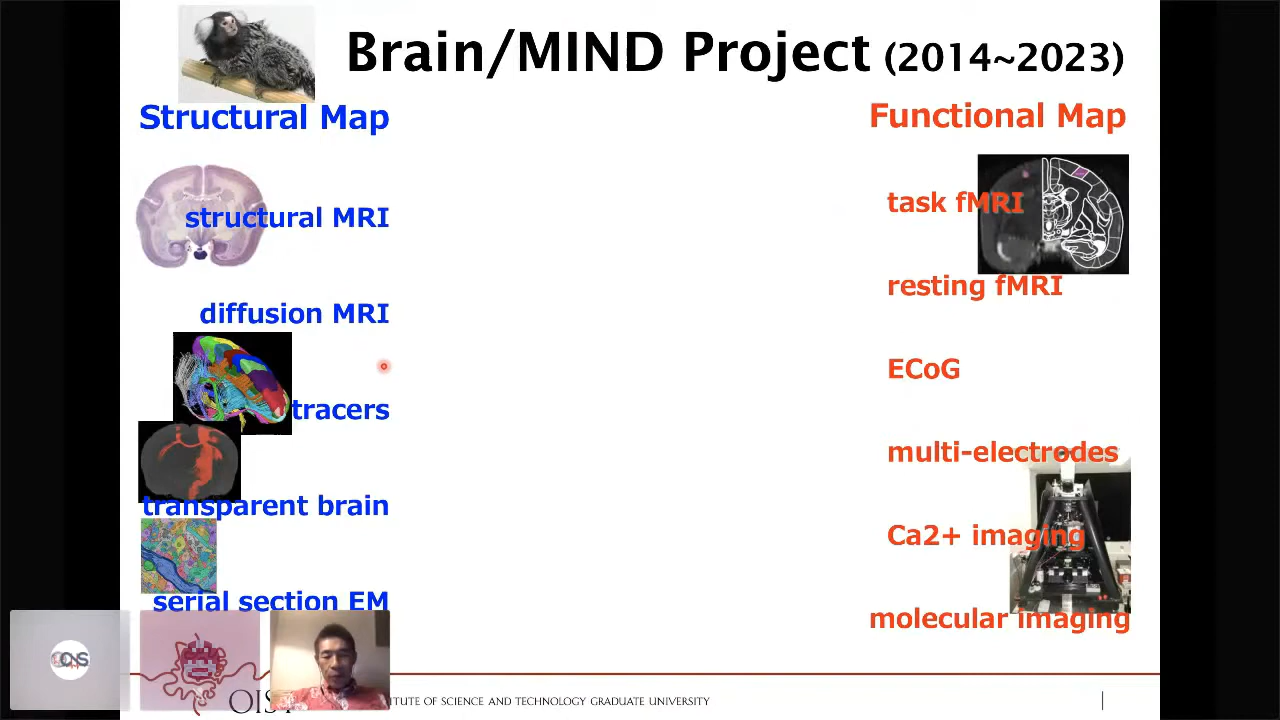 Brain/MIND Project (2014~2023)
Structural Map
structural MRI
diffusion MRI
tracers
transparent brain
serial section EM
Functional Map
task fMRI
resting fMRI
ECoG
multi-electrodes
Ca2+ imaging
molecular imaging
OIST
TUTE OF SCIENCE AND TECHNOLOGY GRADUATE UNIVERSITY